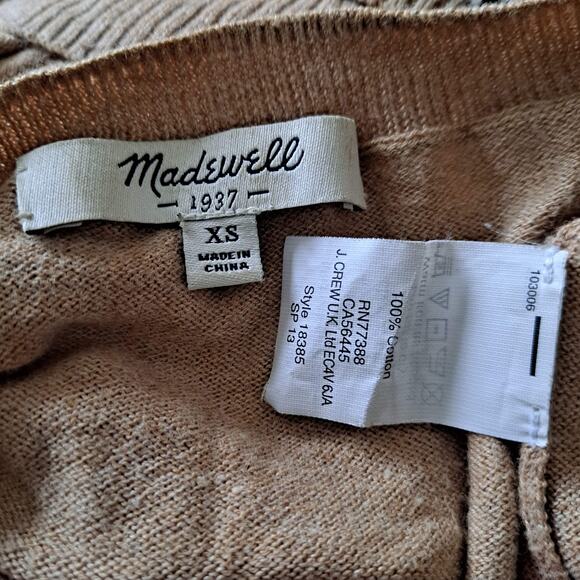 Madewell
1937
XS
MADE IN
CHINA
100% Cotton
RN77388
CA56445
J. CREW U.K. Ltd EC4V 6JA
Style 18385
SP 13
103006